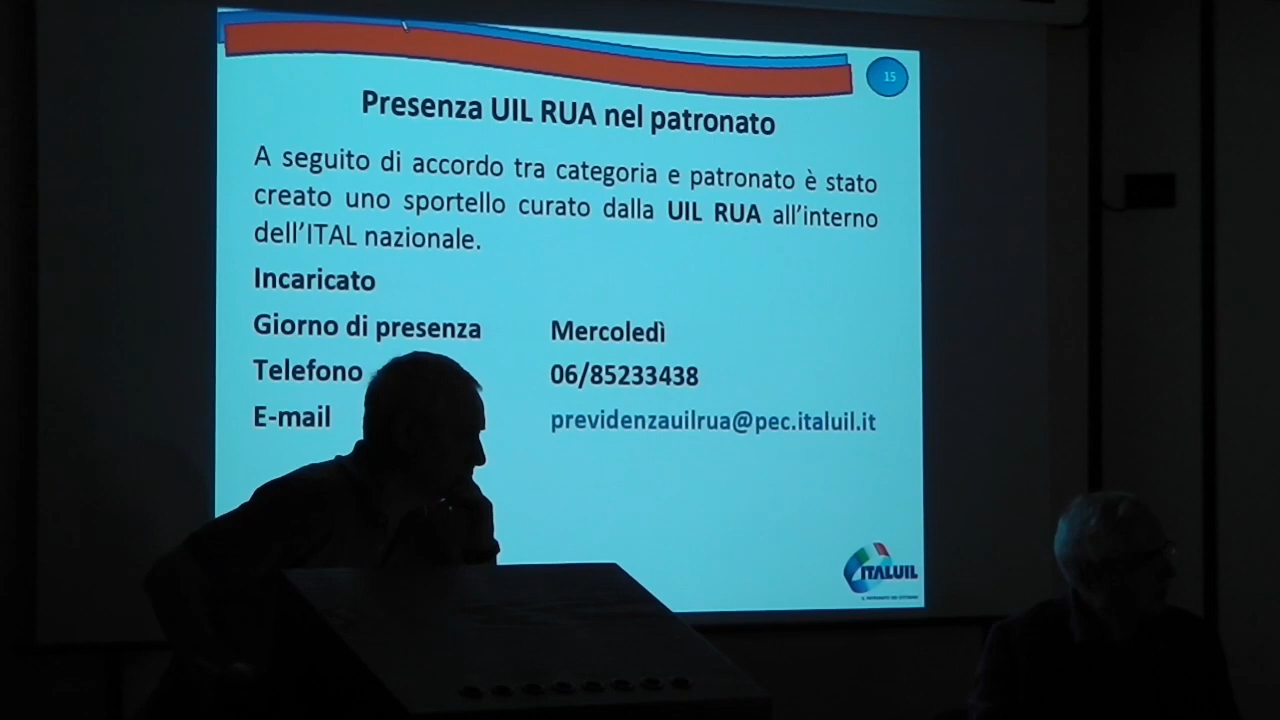 15
Presenza UIL RUA nel patronato
A seguito di accordo tra categoria e patronato è stato
creato uno sportello curato dalla UIL RUA all'interno
dell'ITAL nazionale.
Incaricato
Giorno di presenza Mercoledì
Telefono 06/85233438
E-mail previdenzauilrua@pec.italuil.it
ITALUIL